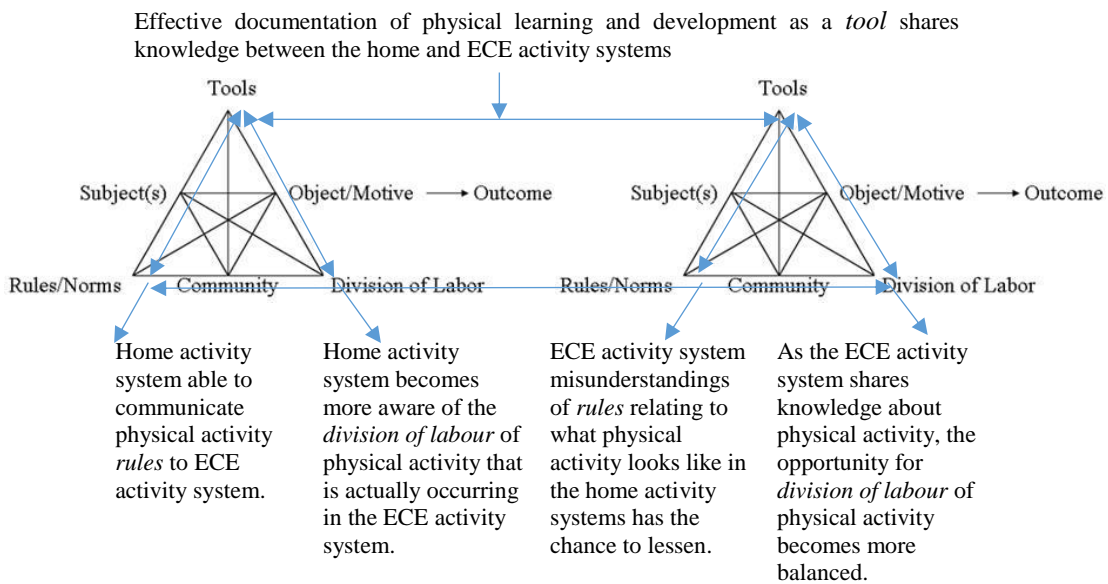 Effective documentation of physical learning and development as a tool shares
knowledge between the home and ECE activity systems
Tools
Tools
Subject(s)
Object/Motive
Outcome
Subject(s)
Object/Motive
Outcome
Rules/Norms
Community
Division of Labor
Rules/Norms
Community
Division of Labor
Home activity
system able to
communicate
physical activity
rules to ECE
activity system.
Home activity
system becomes
more aware of the
division of labour of
physical activity that
is actually occurring
in the ECE activity
system.
ECE activity system
misunderstandings
of rules relating to
what physical
activity looks like in
the home activity
systems has the
chance to lessen.
As the ECE activity
system shares
knowledge about
physical activity, the
opportunity for
division of labour of
physical activity
becomes more
balanced.